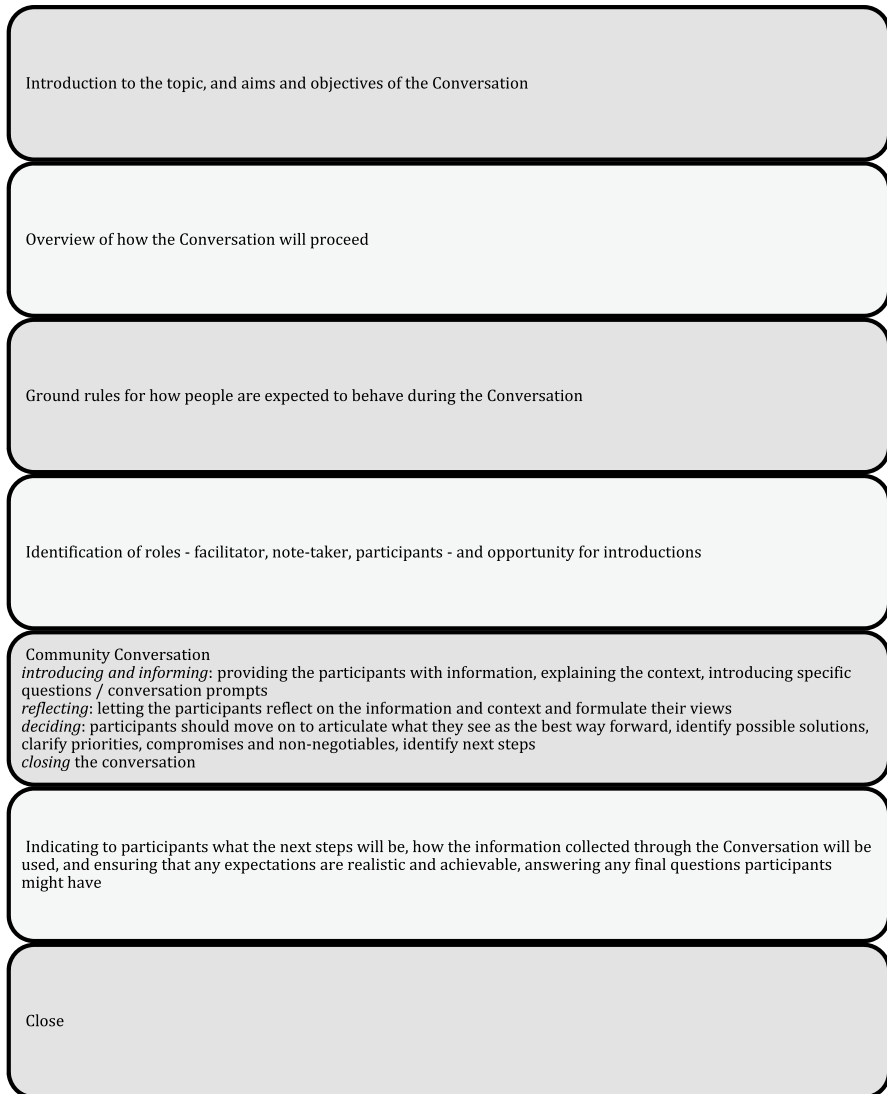 Introduction to the topic, and aims and objectives of the Conversation
Overview of how the Conversation will proceed
Ground rules for how people are expected to behave during the Conversation
Identification of roles - facilitator, note-taker, participants - and opportunity for introductions
Community Conversation
introducing and informing: providing the participants with information, explaining the context, introducing specific
questions / conversation prompts
reflecting: letting the participants reflect on the information and context and formulate their views
deciding: participants should move on to articulate what they see as the best way forward, identify possible solutions,
clarify priorities, compromises and non-negotiables, identify next steps
closing the conversation
Indicating to participants what the next steps will be, how the information collected through the Conversation will be
used, and ensuring that any expectations are realistic and achievable, answering any final questions participants
might have
Close